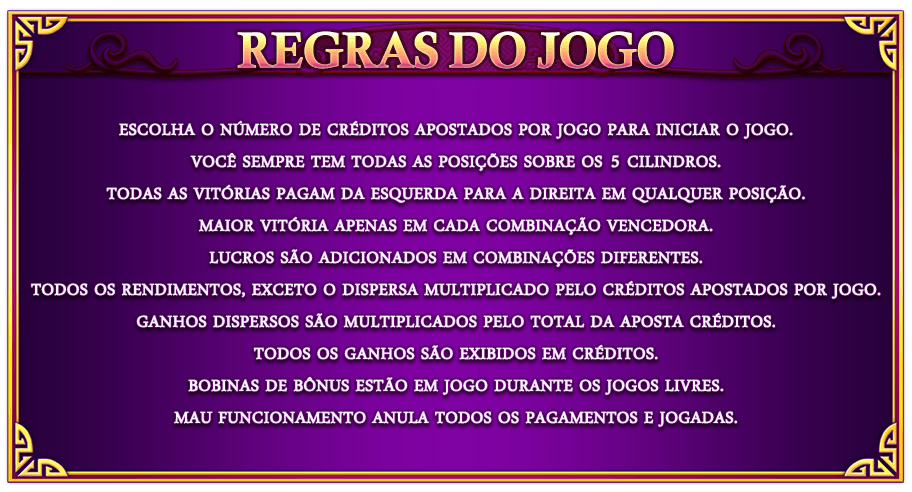 REGRAS DO JOGO
ESCOLHA O NÚMERO DE CRÉDITOS APOSTADOS POR JOGO PARA INICIAR O JOGO.
VOCÊ SEMPRE TEM TODAS AS POSIÇÕES SOBRE OS 5 CILINDROS.
TODAS AS VITÓRIAS PAGAM DA ESQUERDA PARA A DIREITA EM QUALQUER POSIÇÃO.
MAIOR VITÓRIA APENAS EM CADA COMBINAÇÃO VENCEDORA.
LUCROS SÃO ADICIONADOS EM COMBINAÇÕES DIFERENTES.
TODOS OS RENDIMENTOS, EXCETO O DISPERSA MULTIPLICADO PELO CRÉDITOS APOSTADOS POR JOGO.
GANHOS DISPERSOS SÃO MULTIPLICADOS PELO TOTAL DA APOSTA CRÉDITOS.
TODOS OS GANHOS SÃO EXIBIDOS EM CRÉDITOS.
BOBINAS DE BÔNUS ESTÃO EM JOGO DURANTE OS JOGOS LIVRES.
MAU FUNCIONAMENTO ANULA TODOS OS PAGAMENTOS E JOGADAS.